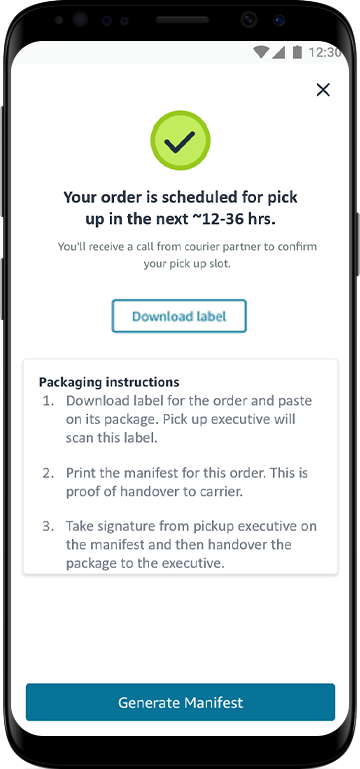 12:30
Your order is scheduled for pick
up in the next ~12-36 hrs.
You'll receive a call from courier partner to confirm
your pick up slot.
Download label
Packaging instructions
1. Download label for the order and paste
on its package. Pick up executive will
scan this label.
2. Print the manifest for this order. This is
proof of handover to carrier.
3. Take signature from pickup executive on
the manifest and then handover the
package to the executive.
Generate Manifest